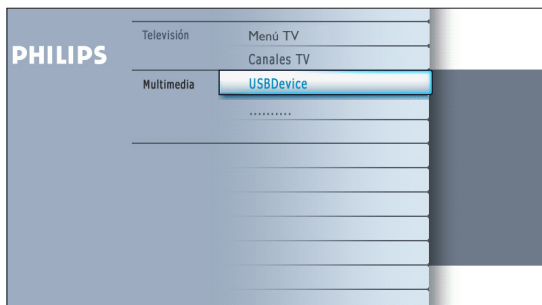 PHILIPS
Televisión Menú TV
Canales TV
Multimedia USBDevice
..........